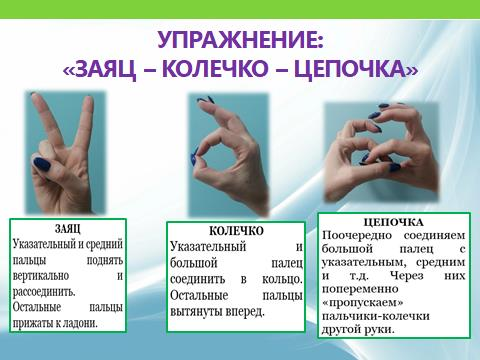 УПРАЖНЕНИЕ:
«ЗАЯЦ – КОЛЕЧКО – ЦЕПОЧКА»
ЗАЯЦ
Указательный и средний
пальцы поднять
вертикально и
рассоединить.
Остальные пальцы
прижаты к ладони.
КОЛЕЧКО
Указательный и
большой палец
соединить в кольцо.
Остальные пальцы
вытянуты вперед.
ЦЕПОЧКА
Поочередно соединяем
большой палец с
указательным, средним
и т.д. Через них
попеременно
«пропускаем»
пальчики-колечки
другой руки.